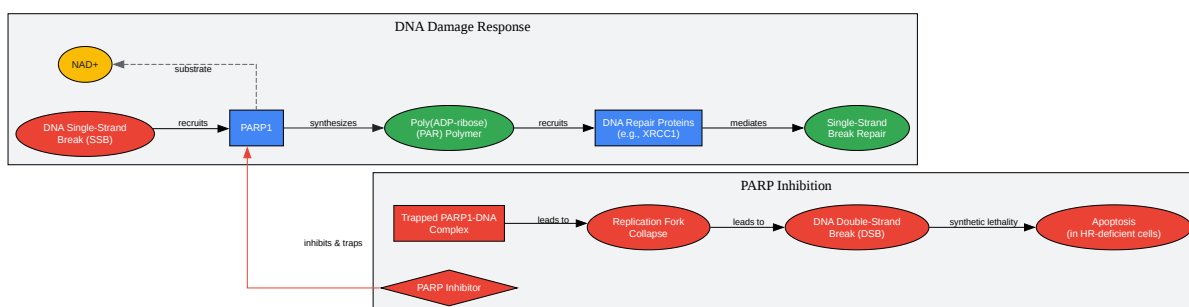 DNA Damage Response
NAD+
substrate
DNA Single-Strand
Break (SSB)
recruits
PARP1
synthesizes
Poly(ADP-ribose)
(PAR) Polymer
recruits
DNA Repair Proteins
(e.g., XRCC1)
mediates
Single-Strand
Break Repair
PARP Inhibition
Trapped PARP1-DNA
Complex
leads to
Replication Fork
Collapse
leads to
DNA Double-Strand
Break (DSB)
synthetic lethality
Apoptosis
(in HR-deficient cells)
inhibits & traps
PARP Inhibitor